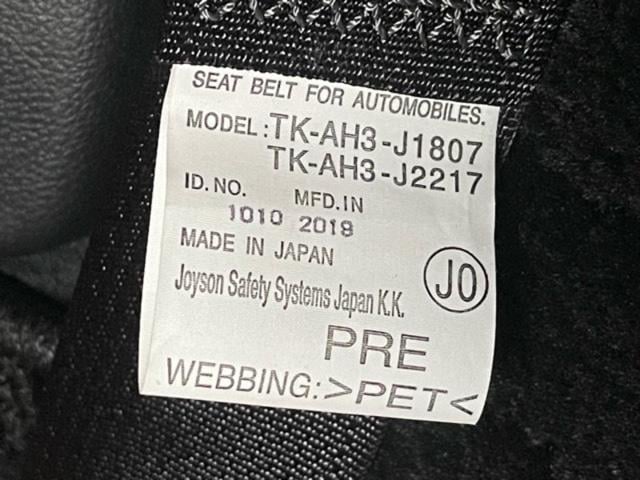 SEAT BELT FOR AUTOMOBILES.
MODEL:TK-AH3-J1807
TK-AH3-J2217
ID.NO. MFD.IN
1010 2019
MADE IN JAPAN
Joyson Safety Systems Japan K.K.
JO
PRE
WEBBING:>PET<